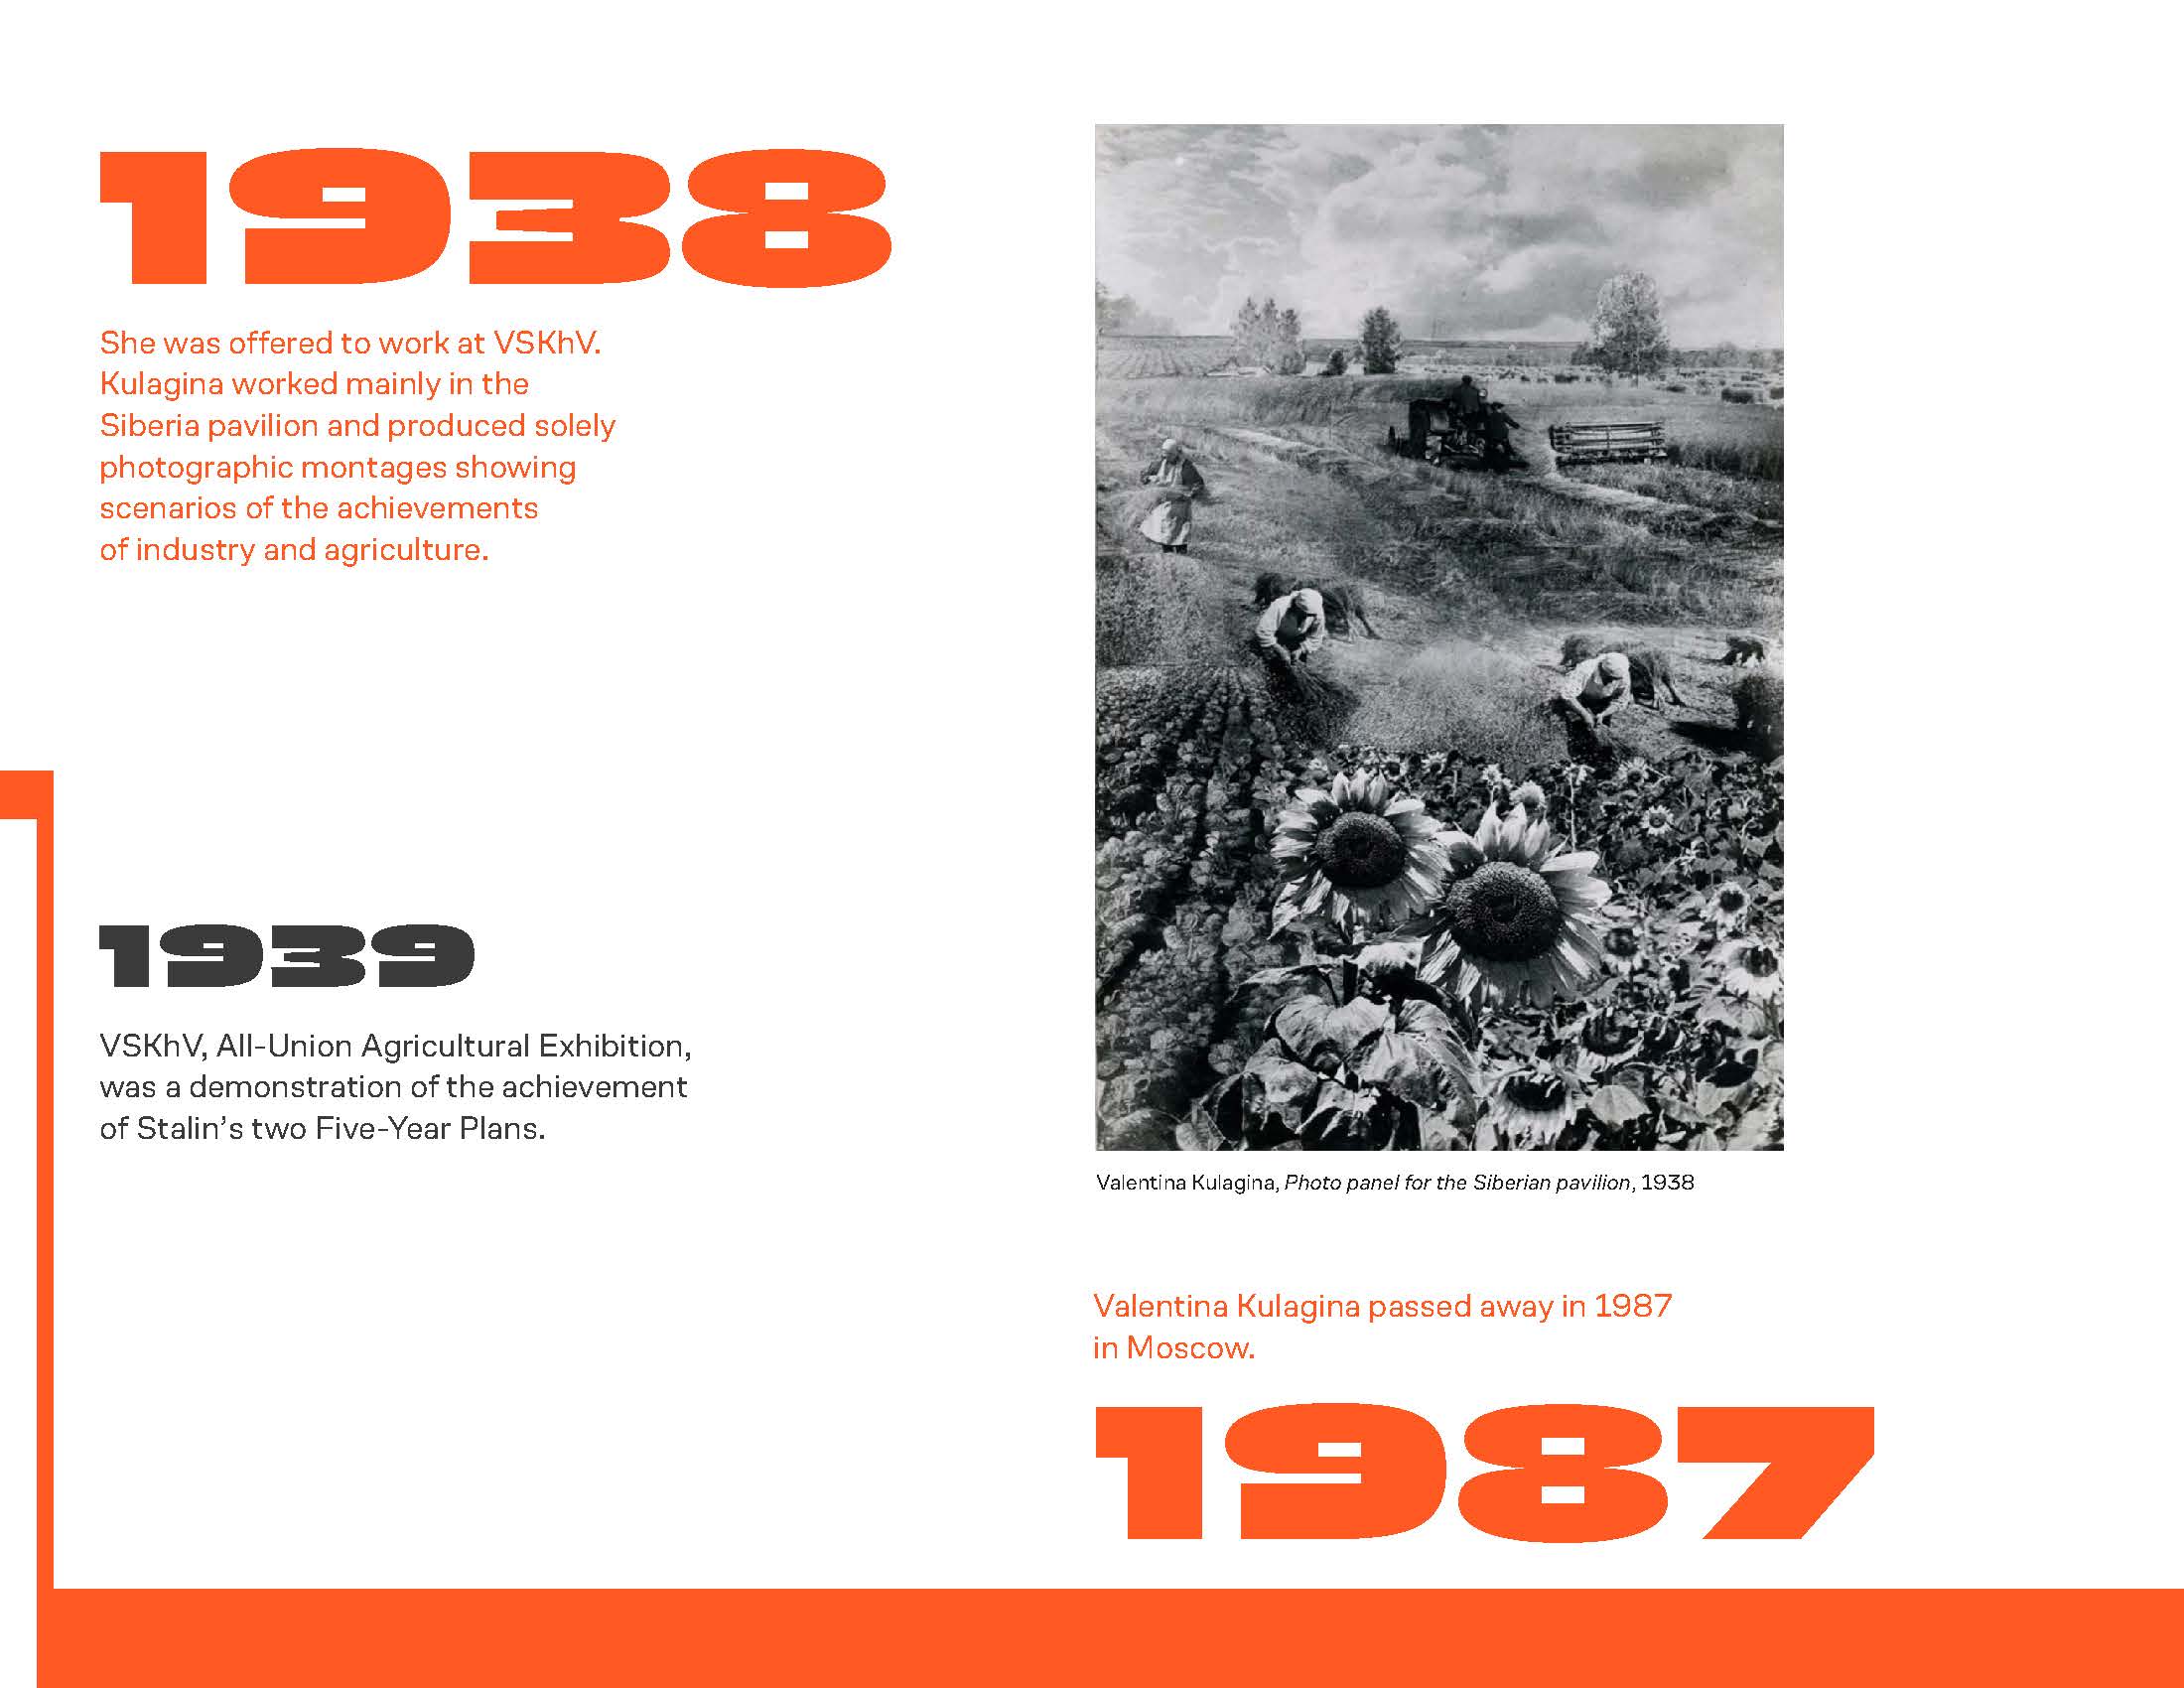 1938
She was offered to work at VSKhV.
Kulagina worked mainly in the
Siberia pavilion and produced solely
photographic montages showing
scenarios of the achievements
of industry and agriculture.
1939
VSKhV, All-Union Agricultural Exhibition,
was a demonstration of the achievement
of Stalin’s two Five-Year Plans.
Valentina Kulagina, Photo panel for the Siberian pavilion, 1938
Valentina Kulagina passed away in 1987
in Moscow.
1987